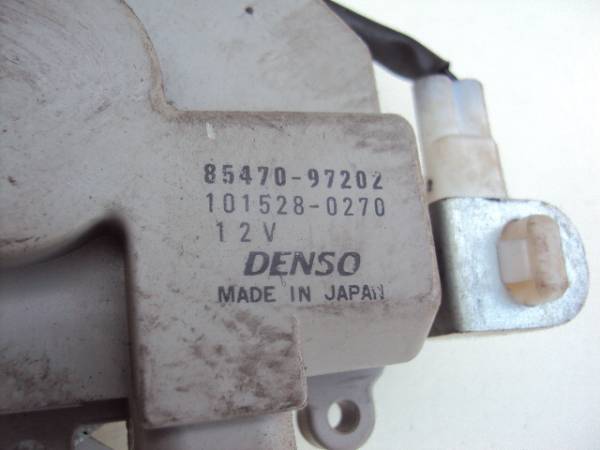 85470-97202
101528-0270
12V
DENSO
MADE IN JAPAN